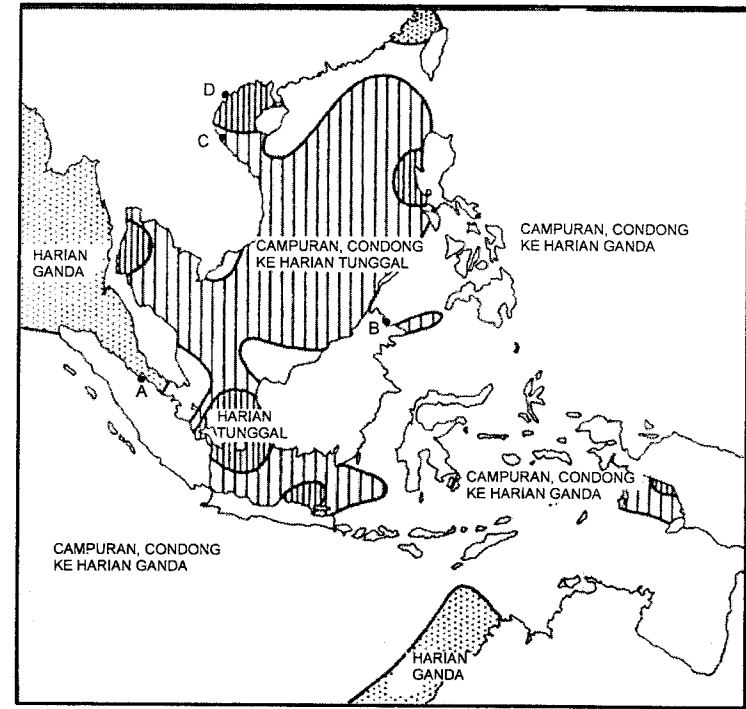 D
C
CAMPURAN, CONDONG
KE HARIAN TUNGGAL
CAMPURAN, CONDONG
KE HARIAN GANDA
HARIAN
GANDA
B
A
HARIAN
TUNGGAL
CAMPURAN, CONDONG
KE HARIAN GANDA
CAMPURAN, CONDONG
KE HARIAN GANDA
HARIAN
GANDA